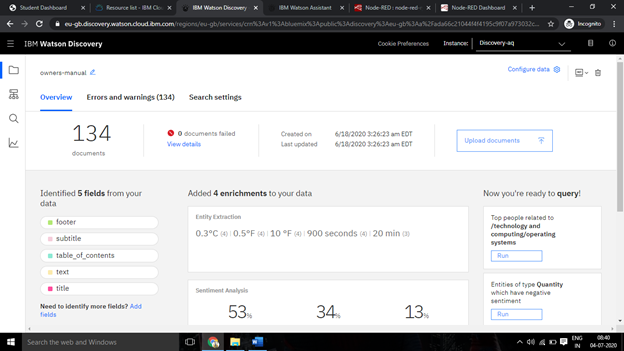 Student Dashboard
Resource list - IBM Clo
IBM Watson Discovery
IBM Watson Assistant
Node-RED : node-red-
Node-RED Dashboard
eu-gb.discovery.watson.cloud.ibm.com/regions/eu-gb/services/crn%3Av1%3Abluemix%3Apublic%3Adiscovery%3Aeu-gb%3Aa%2Fada66c21044f4f4195c9f07a973032c...
Incognito
IBM Watson Discovery
Cookie Preferences
Instance:
Discovery-aq
owners-manual
Configure data
Overview
Errors and warnings (134)
Search settings
134
documents
0 documents failed
View details
Created on 6/18/2020 3:26:23 am EDT
Last updated 6/18/2020 3:26:23 am EDT
Upload documents
Identified 5 fields from your
data
footer
subtitle
table_of_contents
text
title
Need to identify more fields? Add
fields
Added 4 enrichments to your data
Entity Extraction
0.3°C (4) | 0.5°F (4) | 10 °F (4) | 900 seconds (4) | 20 min (3)
Sentiment Analysis
53% 34% 13%
Now you're ready to query!
Top people related to
/technology and
computing/operating
systems
Run
Entities of type Quantity
which have negative
sentiment
Run
Search the web and Windows
ENG
IN
08:40
04-07-2020